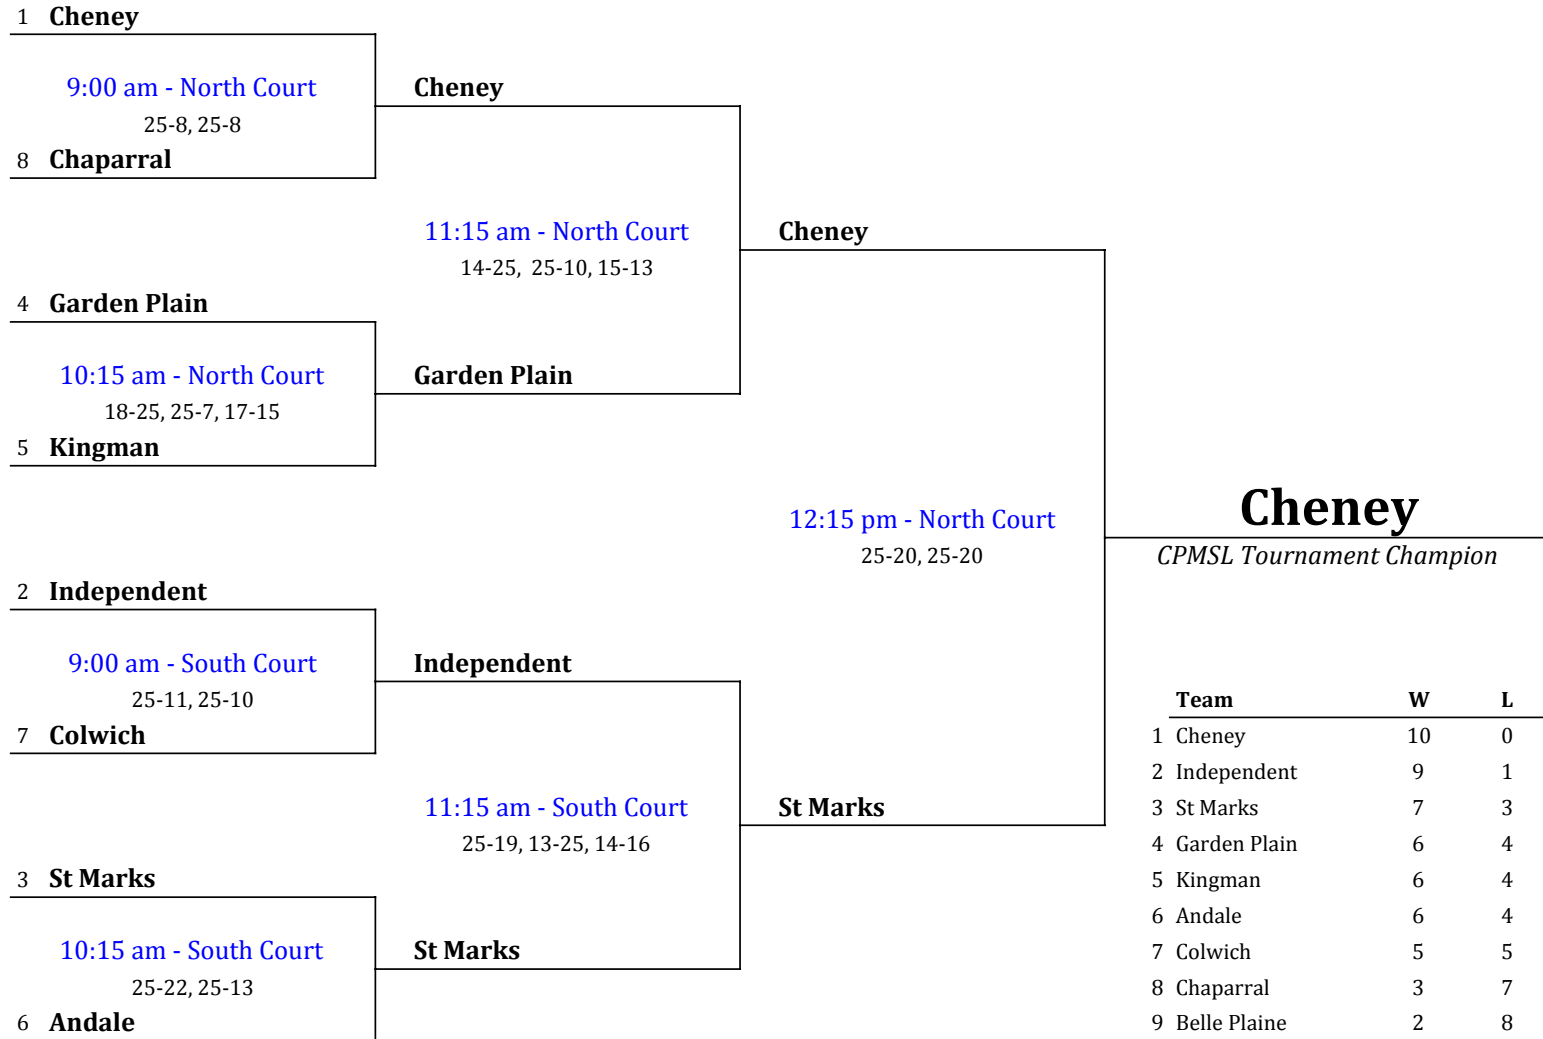 1 Cheney
9:00 am - North Court
25-8, 25-8
8 Chaparral
Cheney
4 Garden Plain
10:15 am - North Court
18-25, 25-7, 17-15
5 Kingman
Garden Plain
11:15 am - North Court
14-25, 25-10, 15-13
Cheney
2 Independent
9:00 am - South Court
25-11, 25-10
7 Colwich
Independent
3 St Marks
10:15 am - South Court
25-22, 25-13
6 Andale
St Marks
11:15 am - South Court
25-19, 13-25, 14-16
St Marks
12:15 pm - North Court
25-20, 25-20
Cheney
CPMSL Tournament Champion
Team W L
1 Cheney 10 0
2 Independent 9 1
3 St Marks 7 3
4 Garden Plain 6 4
5 Kingman 6 4
6 Andale 6 4
7 Colwich 5 5
8 Chaparral 3 7
9 Belle Plaine 2 8